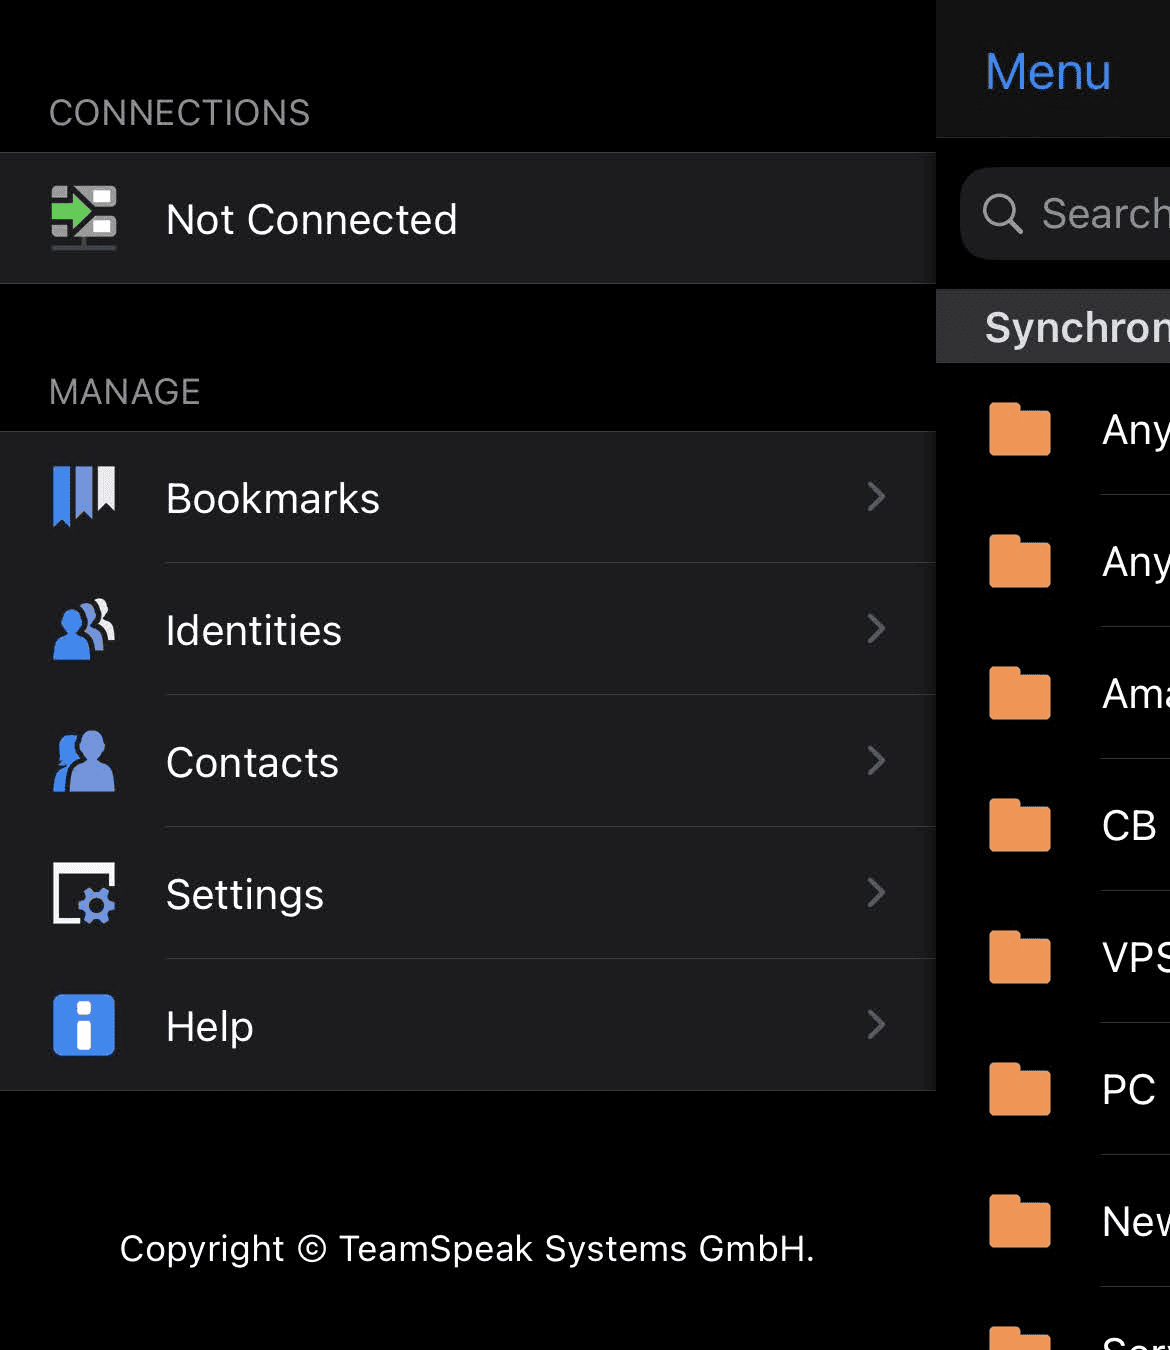 CONNECTIONS
Not Connected
MANAGE
Bookmarks
Identities
Contacts
Settings
Help
Copyright © TeamSpeak Systems GmbH.
Menu
Search
Synchron
Any
Any
Ama
CB
VPS
PC
New